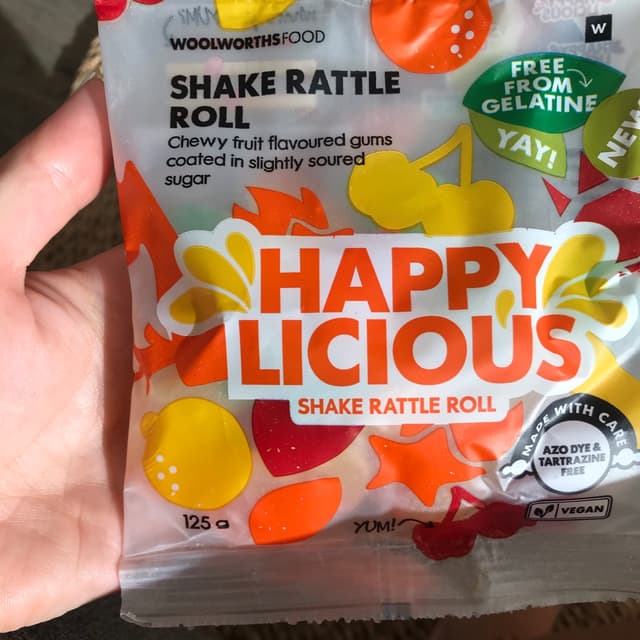 WOOLWORTHSFOOD
W
SHAKE RATTLE
ROLL
Chewy fruit flavoured gums
coated in slightly soured
sugar
FREE
FROM
GELATINE
YAY!
NEW
HAPPY
LICIOUS
SHAKE RATTLE ROLL
MADE WITH CARE
AZO DYE &
TARTRAZINE
FREE
VEGAN
125 g
YUM!